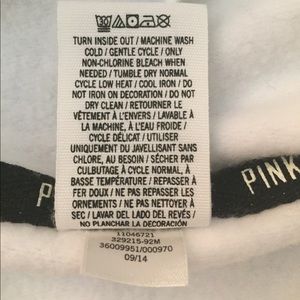 TURN INSIDE OUT / MACHINE WASH
COLD / GENTLE CYCLE / ONLY
NON-CHLORINE BLEACH WHEN
NEEDED / TUMBLE DRY NORMAL
CYCLE LOW HEAT / COOL IRON / DO
NOT IRON ON DECORATION / DO NOT
DRY CLEAN / RETOURNER LE
VÊTEMENT À L'ENVERS / LAVABLE À
LA MACHINE, À L'EAU FROIDE /
CYCLE DÉLICAT / UTILISER
UNIQUEMENT DU JAVELLISANT SANS
CHLORE, AU BESOIN / SÉCHER PAR
CULBUTAGE À CYCLE NORMAL, À
BASSE TEMPÉRATURE / REPASSER À
FER DOUX / NE PAS REPASSER LES
ORNEMENTS / NE PAS NETTOYER À
SEC / LAVAR DEL LADO DEL REVÉS /
NO PLANCHAR LA DECORACIÓN
P
PINK
11046721
329215-92M
36009951/000970
09/14